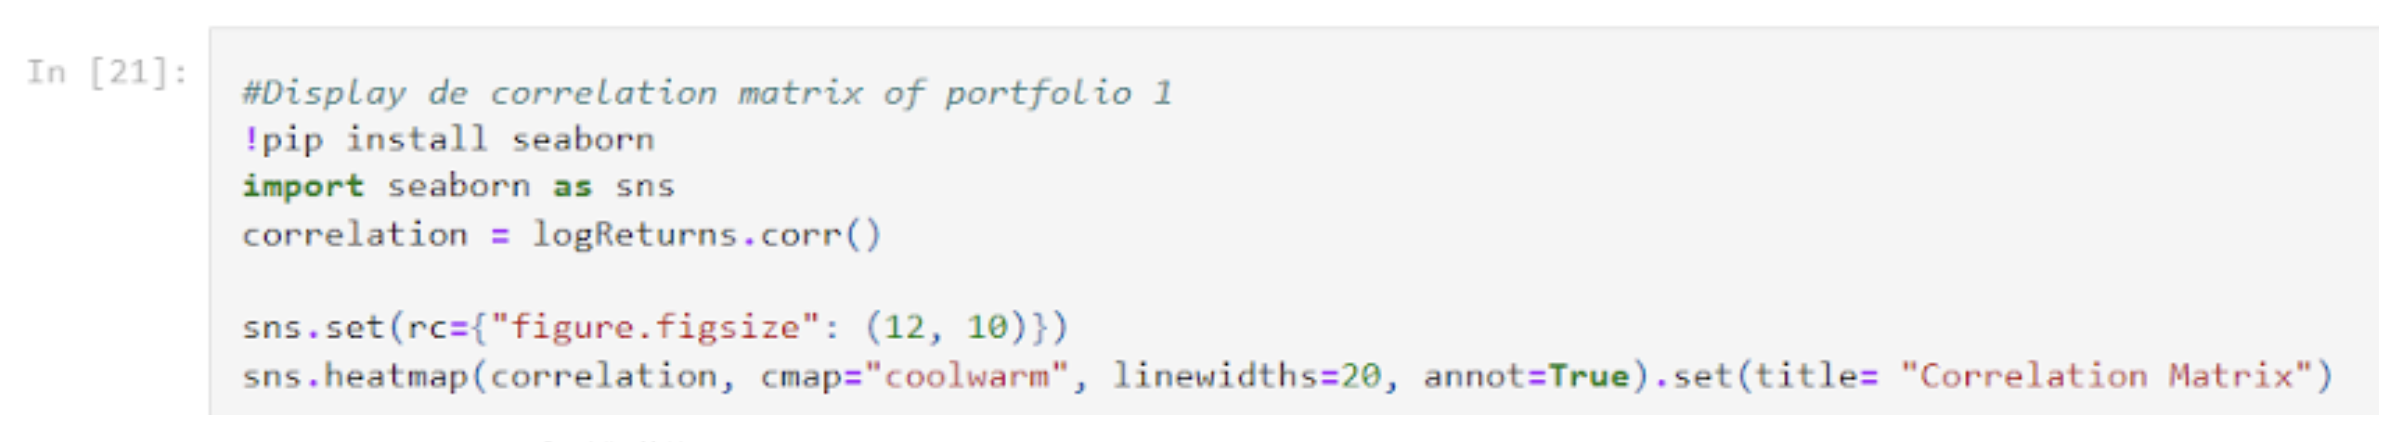 In [21]:
#Display de correlation matrix of portfolio 1
!pip install seaborn
import seaborn as sns
correlation = logReturns.corr()
sns.set(rc={"figure.figsize": (12, 10)})
sns.heatmap(correlation, cmap="coolwarm", linewidths=20, annot=True).set(title= "Correlation Matrix")